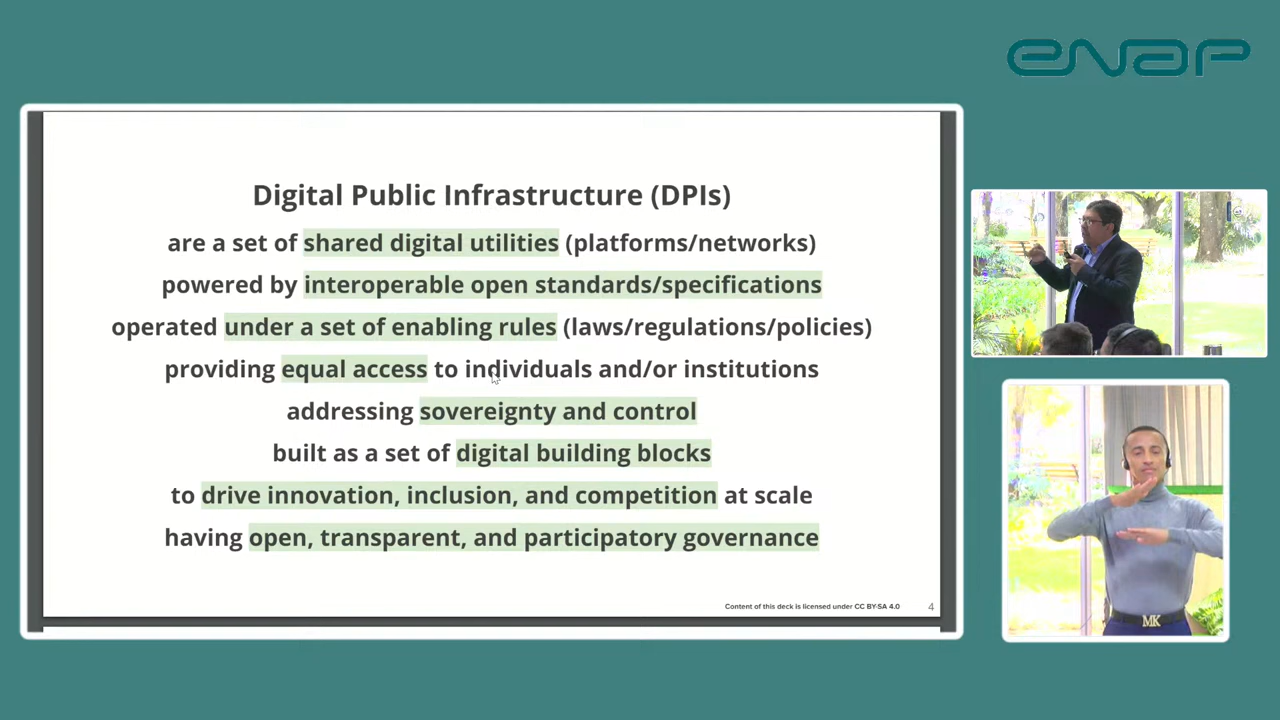 enap
Digital Public Infrastructure (DPIs)
are a set of shared digital utilities (platforms/networks)
powered by interoperable open standards/specifications
operated under a set of enabling rules (laws/regulations/policies)
providing equal access to individuals and/or institutions
addressing sovereignty and control
built as a set of digital building blocks
to drive innovation, inclusion, and competition at scale
having open, transparent, and participatory governance
Content of this deck is licensed under CC BY-SA 4.0
4
MK